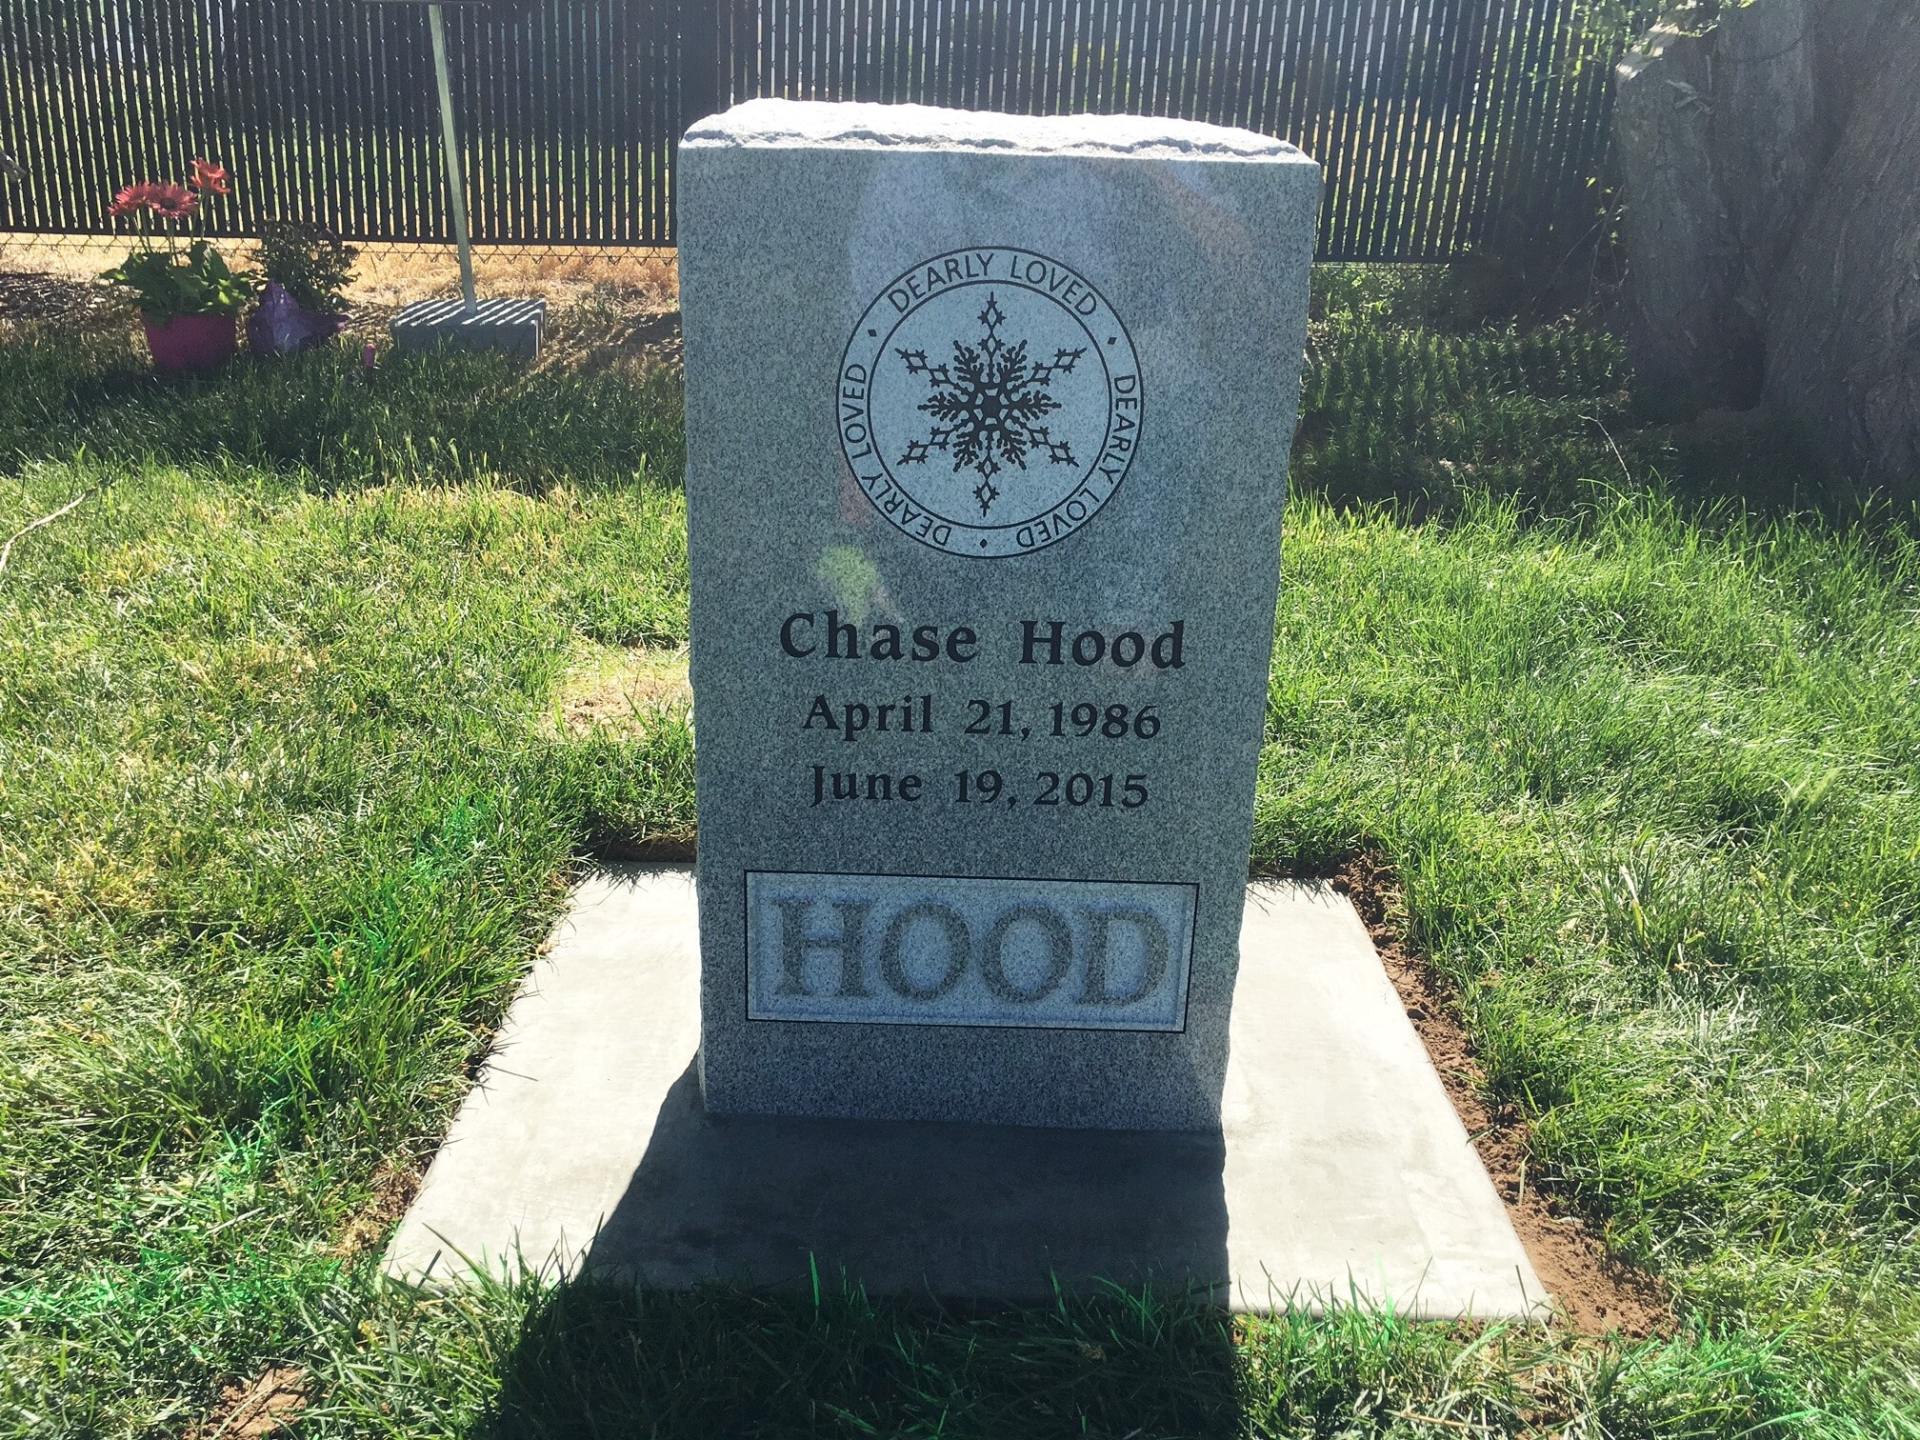 DEARLY LOVED • DEARLY LOVED • DEARLY LOVED •
Chase Hood
April 21, 1986
June 19, 2015
HOOD